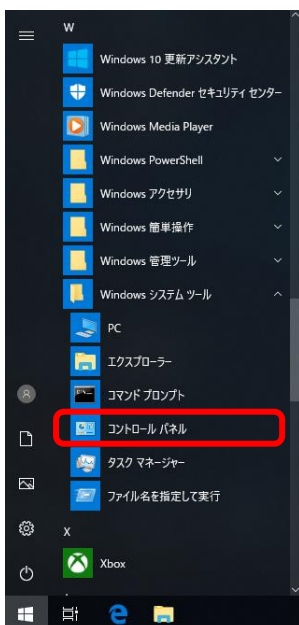 W
Windows 10 更新アシスタント
Windows Defender セキュリティ センター
Windows Media Player
Windows PowerShell
Windows アクセサリ
Windows 簡単操作
Windows 管理ツール
Windows システム ツール
PC
エクスプローラー
コマンド プロンプト
コントロール パネル
タスク マネージャー
ファイル名を指定して実行
X
Xbox